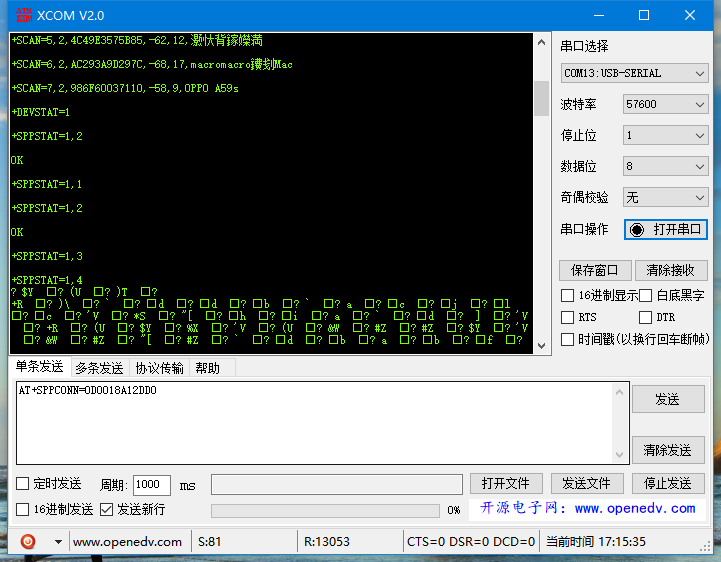 XCOM V2.0
+SCAN=5,2,4C49E3575B85,-62,12,灏忕背鎵嬫満
+SCAN=6,2,AC293A9D297C,-68,17,macromacro鐨刴Mac
+SCAN=7,2,986F60037110,-58,9,OPPO A59s
+DEVSTAT=1
+SPPSTAT=1,2
OK
+SPPSTAT=1,1
+SPPSTAT=1,2
OK
+SPPSTAT=1,3
+SPPSTAT=1,4
串口选择
COM13:USB-SERIAL
波特率 57600
停止位 1
数据位 8
奇偶校验 无
串口操作 打开串口
保存窗口 清除接收
16进制显示 白底黑字
RTS DTR
时间戳(以换行回车断帧)
单条发送 多条发送 协议传输 帮助
AT+SPPCONN=0D0018A12DD0
发送
清除发送
定时发送 周期: 1000 ms 打开文件 发送文件 停止发送
16进制发送 发送新行 0% 开源电子网：www.openedv.com
www.openedv.com S:81 R:13053 CTS=0 DSR=0 DCD=0 当前时间 17:15:35